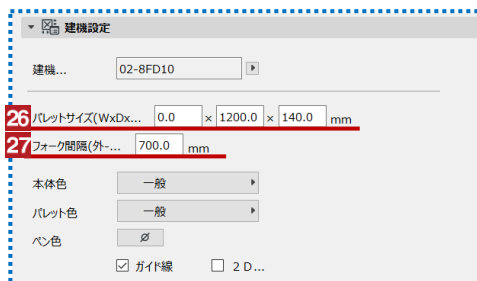 建機設定
建機... 02-8FD10
26 パレットサイズ(WxDx... 0.0 × 1200.0 × 140.0 mm
27 フォーク間隔(外-... 700.0 mm
本体色 一般
パレット色 一般
ペン色
ガイド線 2 D...